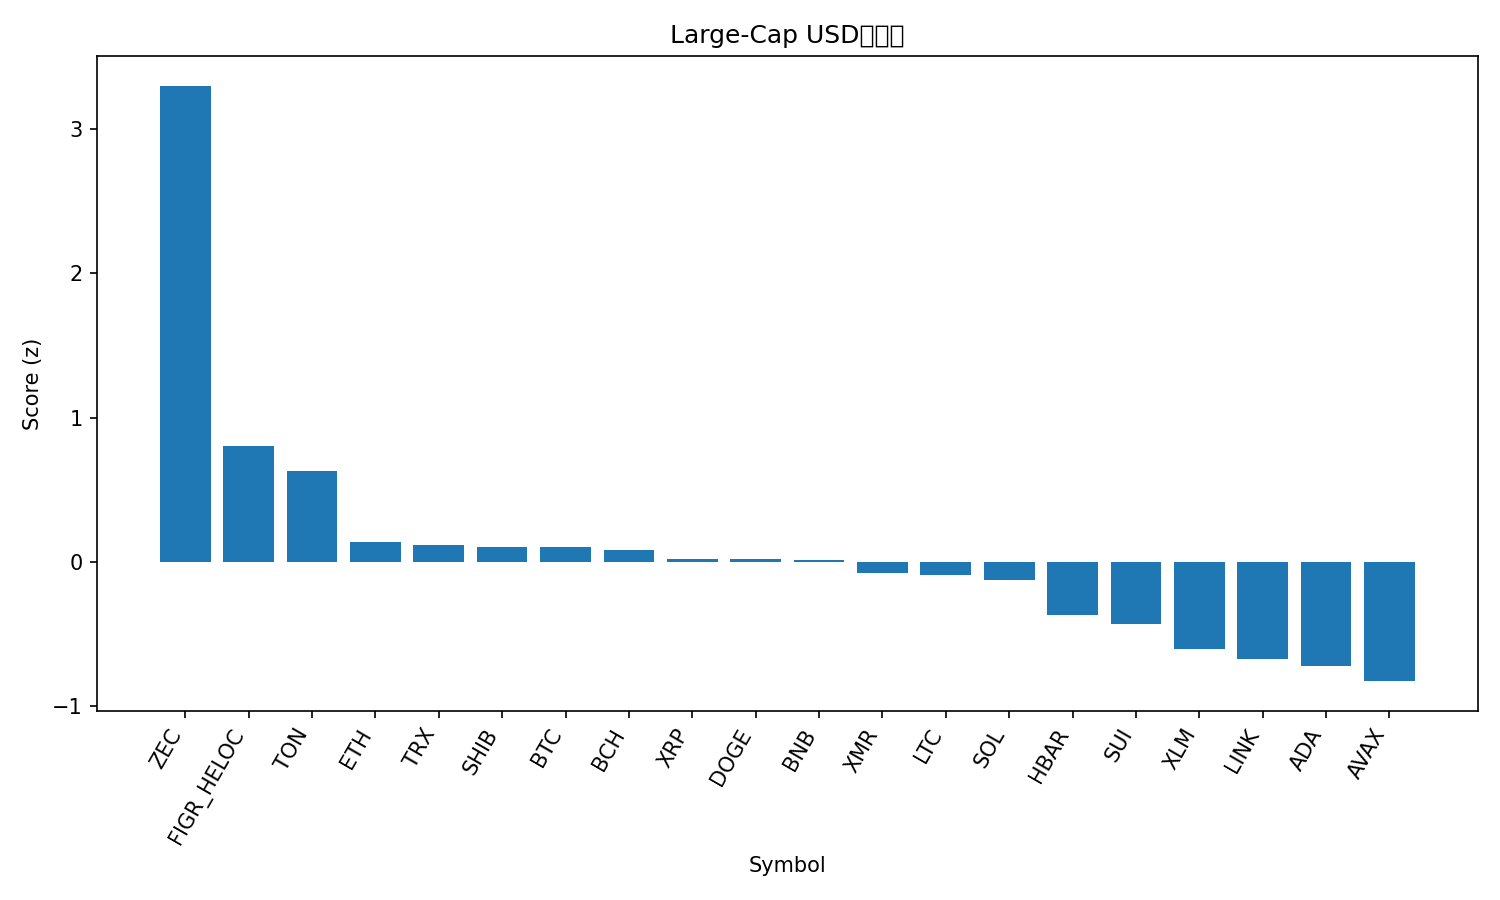 Large-Cap USD
Score (z)
3
2
1
0
−1
ZEC
FIGR_HELOC
TON
ETH
TRX
SHIB
BTC
BCH
XRP
DOGE
BNB
XMR
LTC
SOL
HBAR
SUI
XLM
LINK
ADA
AVAX
Symbol